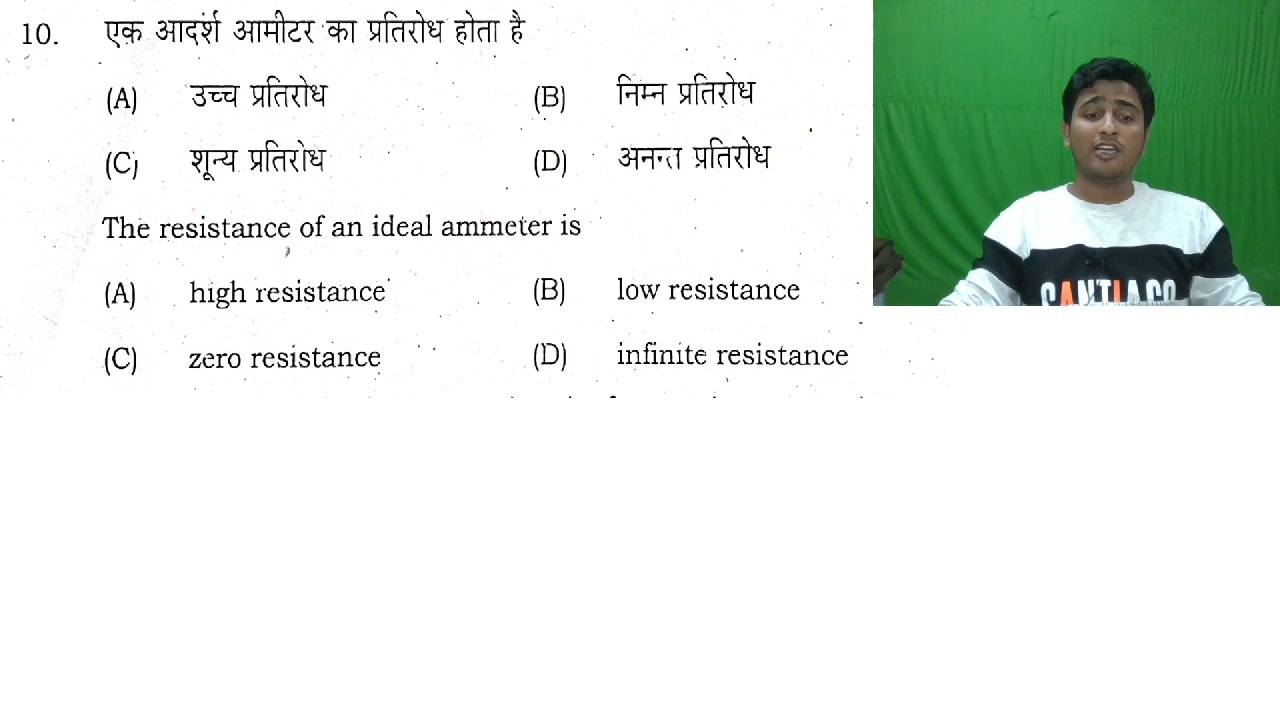 10. एक आदर्श आमीटर का प्रतिरोध होता है
(A) उच्च प्रतिरोध (B) निम्न प्रतिरोध
(C) शून्य प्रतिरोध (D) अनन्त प्रतिरोध
The resistance of an ideal ammeter is
(A) high resistance (B) low resistance
(C) zero resistance (D) infinite resistance
SANTIAGO